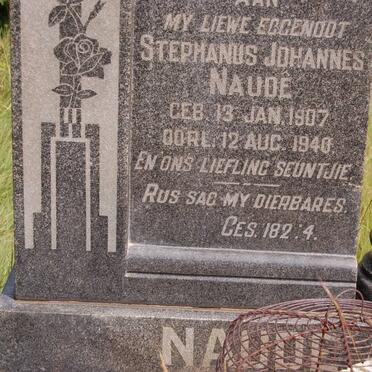 AAN
MY LIEWE EGGENOOT
STEPHANUS JOHANNES
NAUDÉ
GEB. 13 JAN. 1907
OORL. 12 AUG. 1940.
EN ONS LIEFLING SEUNTJIE.
RUS SAG MY DIERBARES.
GES. 182:4.
NAUDÉ